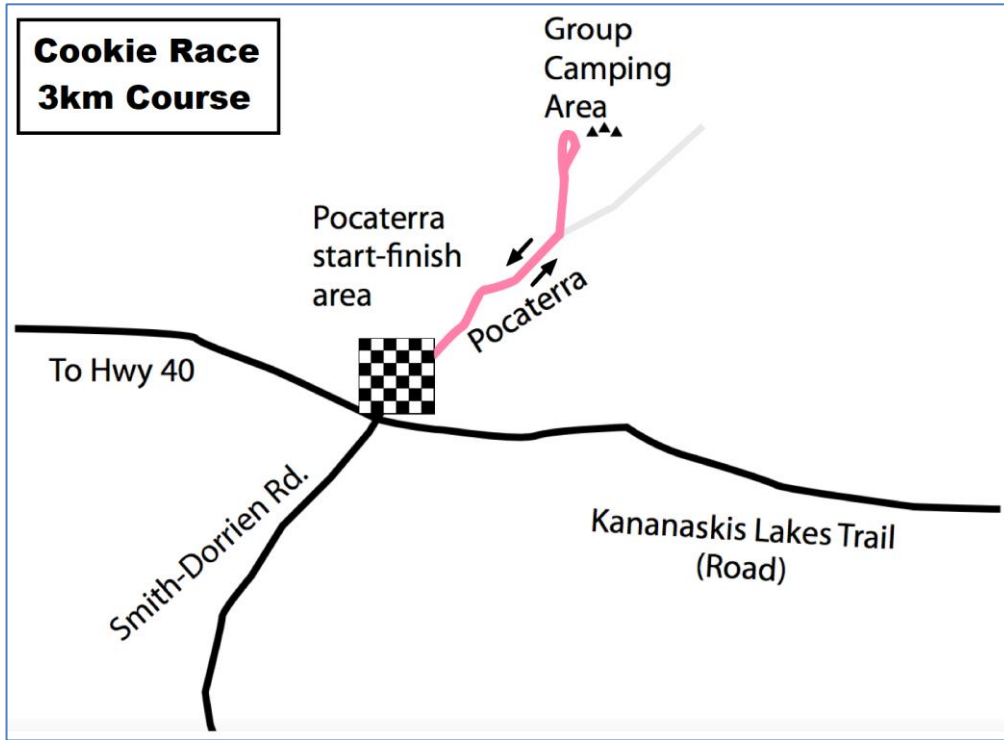 Cookie Race
3km Course
Group
Camping
Area
Pocaterra
start-finish
area
Pocaterra
To Hwy 40
Smith-Dorrien Rd.
Kananaskis Lakes Trail
(Road)